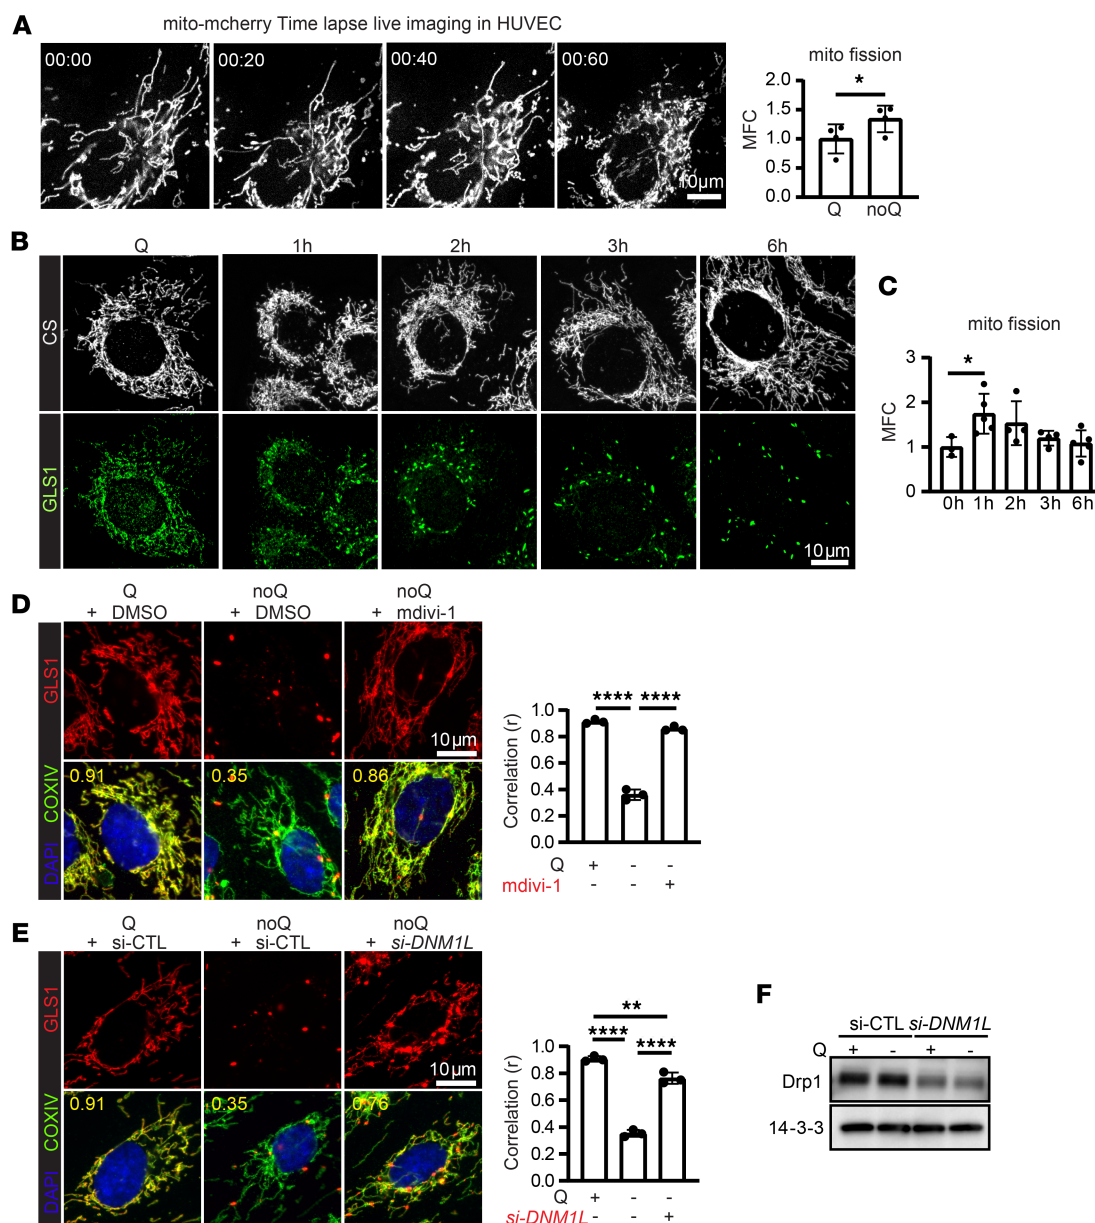 A
mito-mcherry Time lapse live imaging in HUVEC
00:00
00:20
00:40
00:60
10μm
mito fission
*
MFC
2.0
1.5
1.0
0.5
0.0
Q
noQ
B
Q
1h
2h
3h
6h
CS
GLS1
10μm
C
mito fission
*
MFC
3
2
1
0
0h
1h
2h
3h
6h
D
Q
noQ
noQ
+ DMSO
+ DMSO
+ mdivi-1
GLS1
10μm
DAPI COXIV
0.91
0.35
0.86
**** ****
Correlation (r)
1.0
0.8
0.6
0.4
0.2
0.0
Q + - -
mdivi-1 - - +
E
Q
noQ
noQ
+ si-CTL
+ si-CTL
+ si-DNM1L
GLS1
10μm
DAPI COXIV
0.91
0.35
0.76
**
****
****
Correlation (r)
1.0
0.8
0.6
0.4
0.2
0.0
Q + - -
si-DNM1L - - +
F
si-CTL si-DNM1L
Q + - + -
Drp1
14-3-3